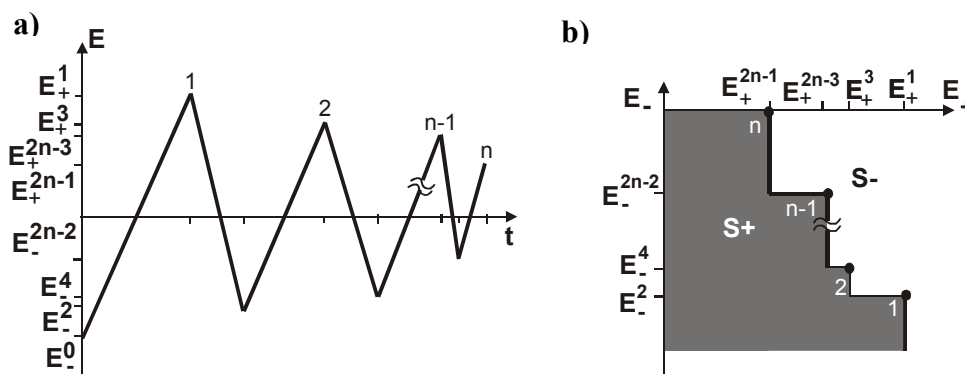 a)
E
E₊¹
E₊³
E₊²ⁿ⁻³
E₊²ⁿ⁻¹
E₋²ⁿ⁻²
E₋⁴
E₋²
E₋⁰
1
2
n-1
n
t
b)
E₋
E₊²ⁿ⁻¹ E₊²ⁿ⁻³ E₊³ E₊¹
E₋
n
S-
E₋²ⁿ⁻²
n-1
S+
E₋⁴
2
E₋²
1